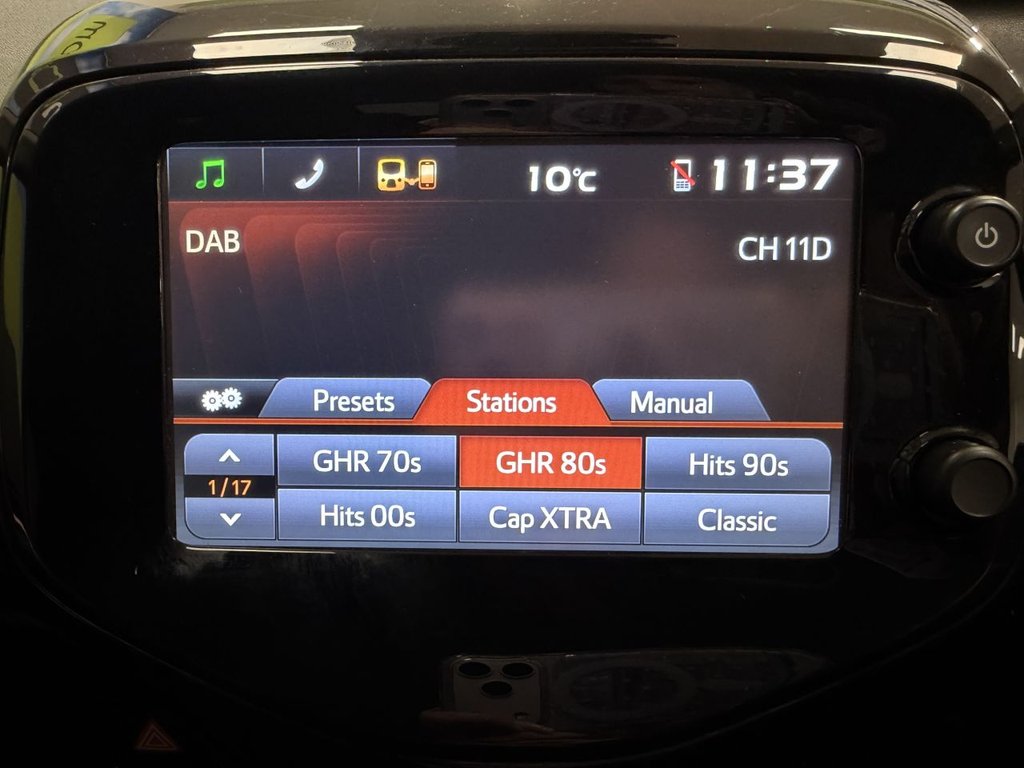 10°C 11:37
DAB CH 11D
Presets Stations Manual
GHR 70s GHR 80s Hits 90s
1/17
Hits 00s Cap XTRA Classic